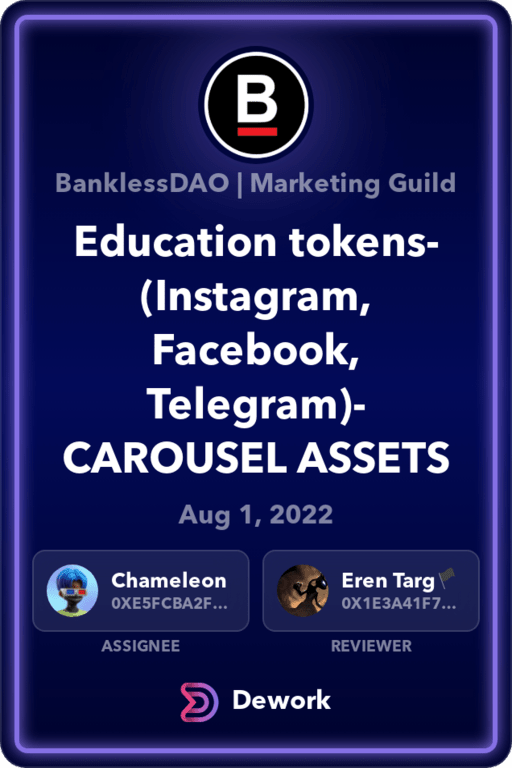 B
BanklessDAO | Marketing Guild
Education tokens-
(Instagram,
Facebook,
Telegram)-
CAROUSEL ASSETS
Aug 1, 2022
Chameleon
0XE5FCBA2F...
Eren Targ
0X1E3A41F7...
ASSIGNEE
REVIEWER
Dework